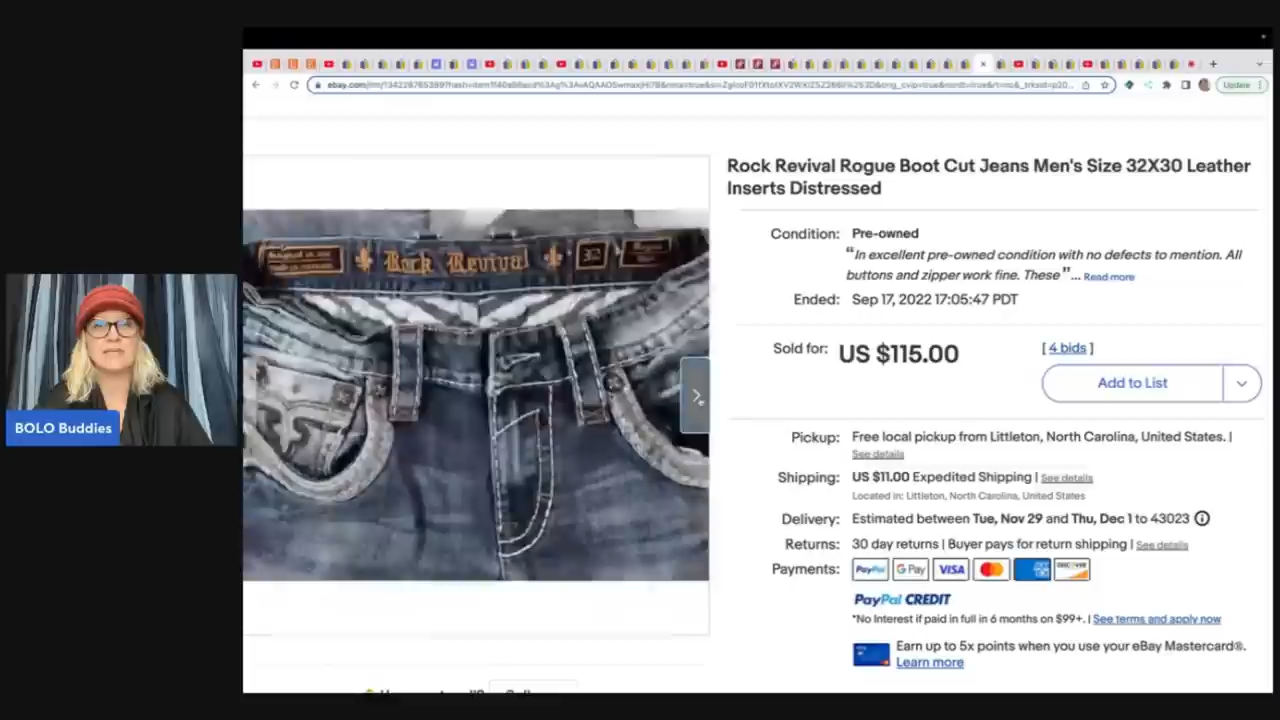 Update
Rock Revival Rogue Boot Cut Jeans Men's Size 32X30 Leather
Inserts Distressed
Condition: Pre-owned
“In excellent pre-owned condition with no defects to mention. All
buttons and zipper work fine. These ”... Read more
Ended: Sep 17, 2022 17:05:47 PDT
Sold for: US $115.00 [ 4 bids ]
Add to List
Rock Revival
32
BOLO Buddies
Pickup: Free local pickup from Littleton, North Carolina, United States. |
See details
Shipping: US $11.00 Expedited Shipping | See details
Located in: Littleton, North Carolina, United States
Delivery: Estimated between Tue, Nov 29 and Thu, Dec 1 to 43023
Returns: 30 day returns | Buyer pays for return shipping | See details
Payments: PayPal G Pay VISA DISCOVER
PayPal CREDIT
*No Interest if paid in full in 6 months on $99+. | See terms and apply now
Earn up to 5x points when you use your eBay Mastercard®.
Learn more